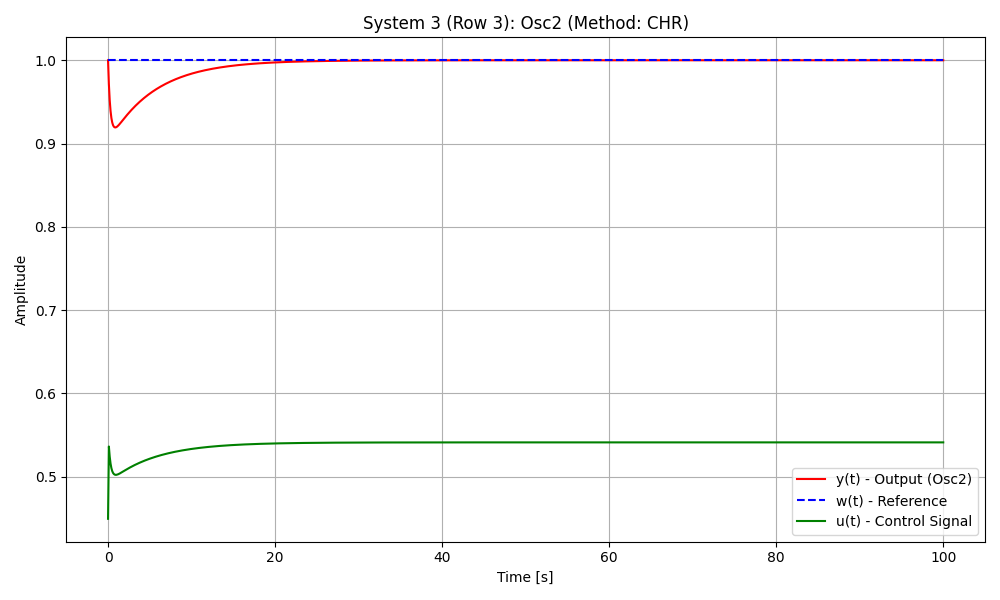 System 3 (Row 3): Osc2 (Method: CHR)
Amplitude
1.0
0.9
0.8
0.7
0.6
0.5
0
20
40
60
80
100
Time [s]
y(t) - Output (Osc2)
w(t) - Reference
u(t) - Control Signal